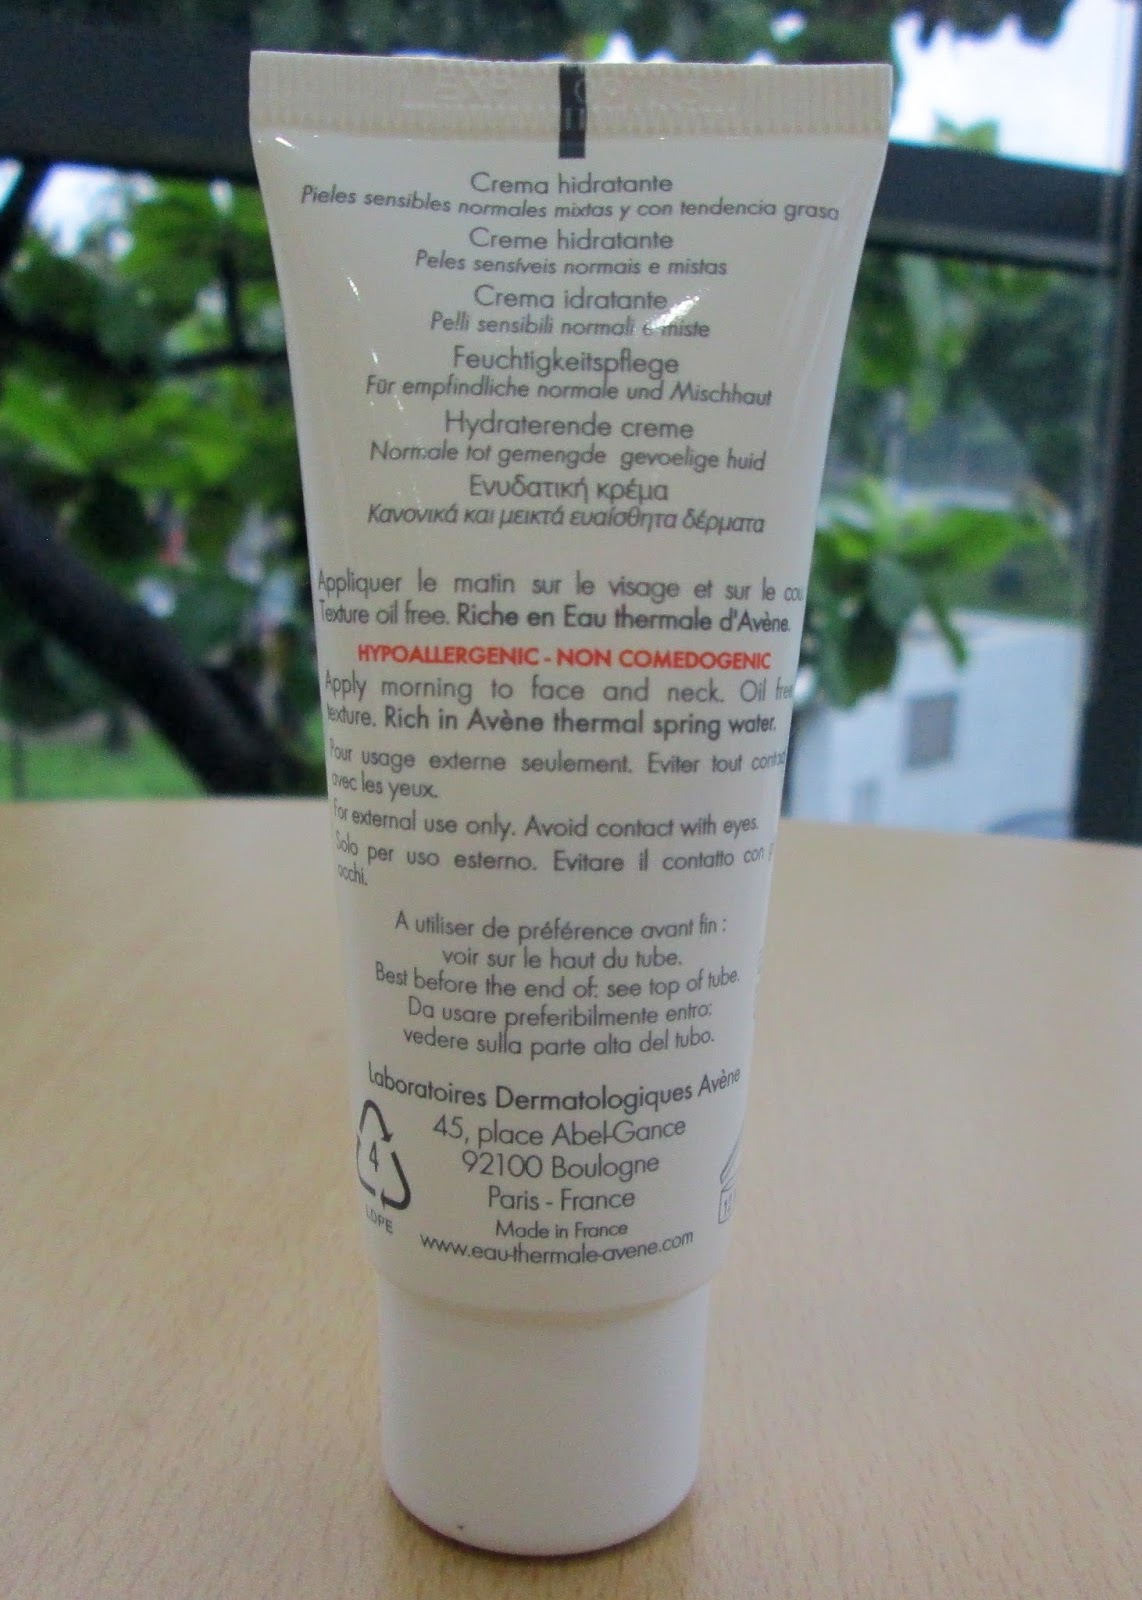 Crema hidratante
Pieles sensibles normales mixtas y con tendencia grasa
Creme hidratante
Peles sensíveis normais e mistas
Crema idratante
Pelli sensibili normali e miste
Feuchtigkeitspflege
Für empfindliche normale und Mischhaut
Hydraterende creme
Normale tot gemengde gevoelige huid
Ενυδατική κρέμα
Κανονικά και μεικτά ευαίσθητα δέρματα
Appliquer le matin sur le visage et sur le cou.
Texture oil free. Riche en Eau thermale d'Avène.
HYPOALLERGENIC - NON COMEDOGENIC
Apply morning to face and neck. Oil free
texture. Rich in Avène thermal spring water.
Pour usage externe seulement. Eviter tout
avec les yeux.
For external use only. Avoid contact with eyes.
Solo per uso esterno. Evitare il contatto con
occhi.
A utiliser de préférence avant fin :
voir sur le haut du tube.
Best before the end of: see top of tube.
Da usare preferibilmente entro:
vedere sulla parte alta del tubo.
Laboratoires Dermatologiques Avène
45, place Abel-Gance
92100 Boulogne
Paris - France
Made in France
www.eau-thermale-avene.com
4
LDPE